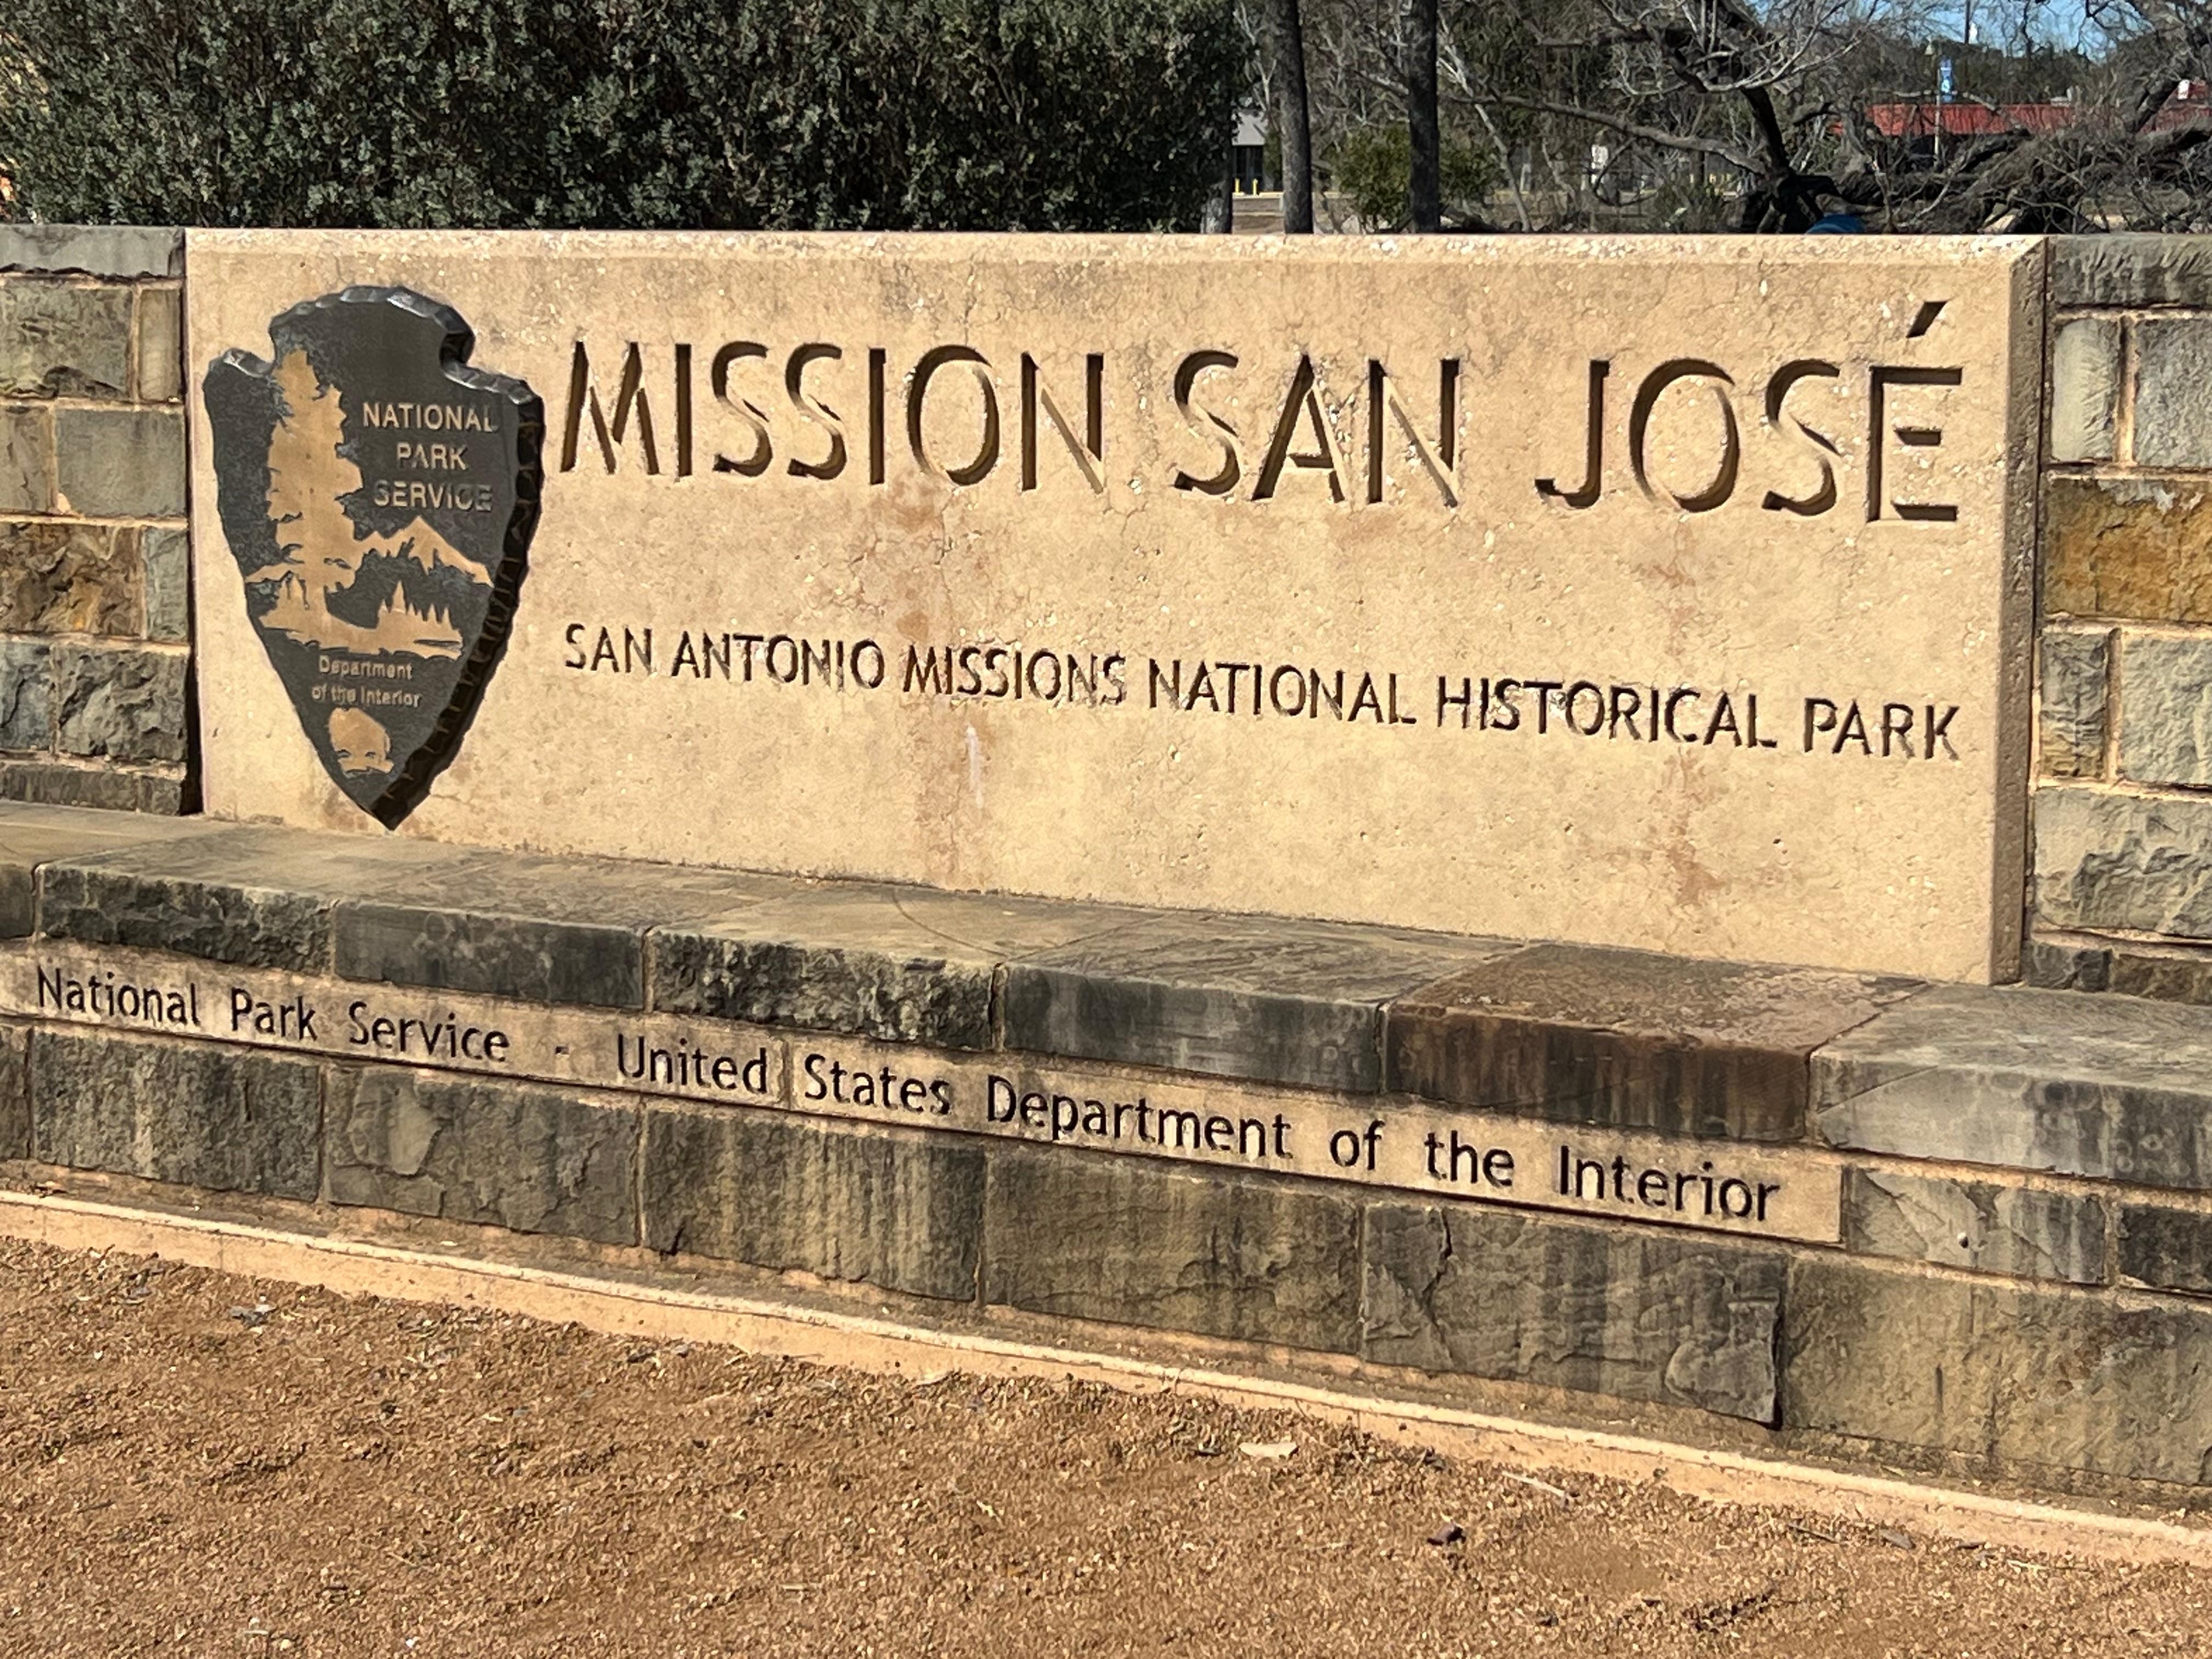 NATIONAL
PARK
SERVICE
Department
of the Interior
MISSION SAN JOSÉ
SAN ANTONIO MISSIONS NATIONAL HISTORICAL PARK
National Park Service - United States Department of the Interior